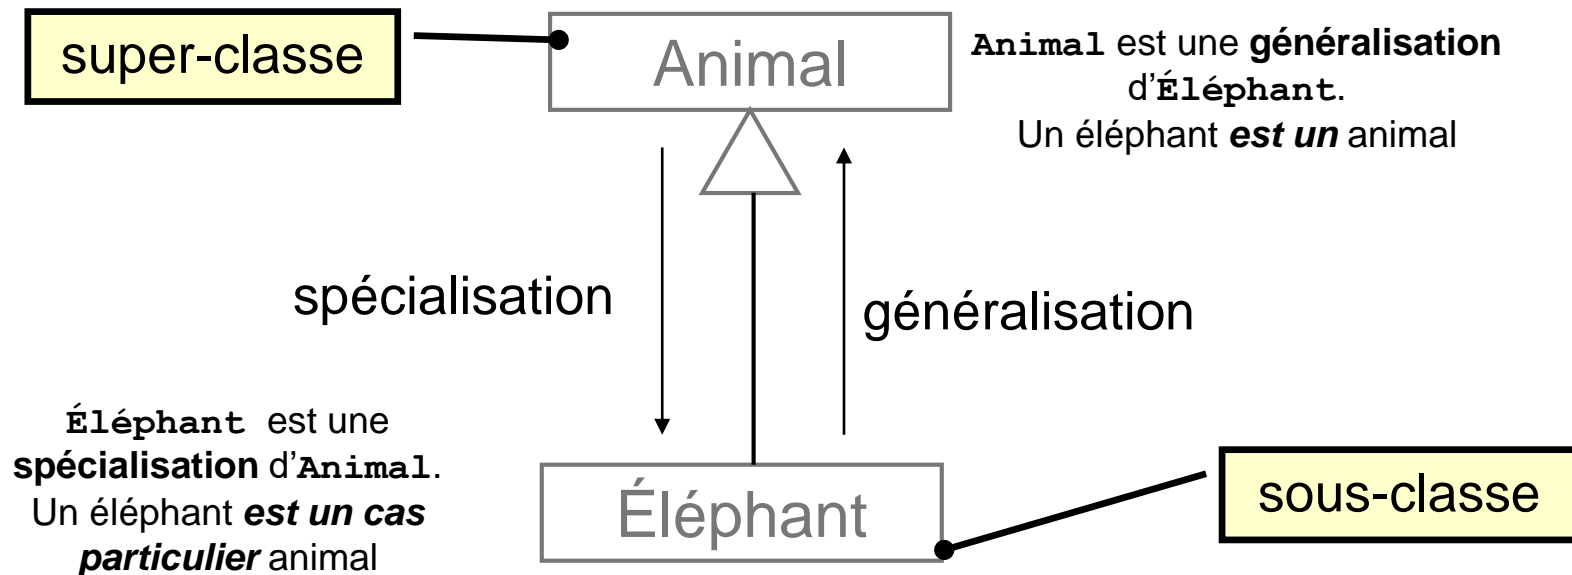 super-classe
Animal
Animal est une généralisation
d'Éléphant.
Un éléphant est un animal
spécialisation
généralisation
Éléphant est une
spécialisation d'Animal.
Un éléphant est un cas
particulier animal
Éléphant
sous-classe